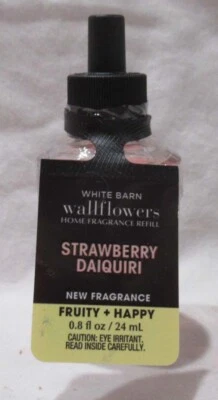 WHITE BARN
wallflowers
HOME FRAGRANCE REFILL
STRAWBERRY
DAIQUIRI
NEW FRAGRANCE
FRUITY + HAPPY
0.8 fl oz / 24 mL
CAUTION: EYE IRRITANT.
READ INSIDE CAREFULLY.